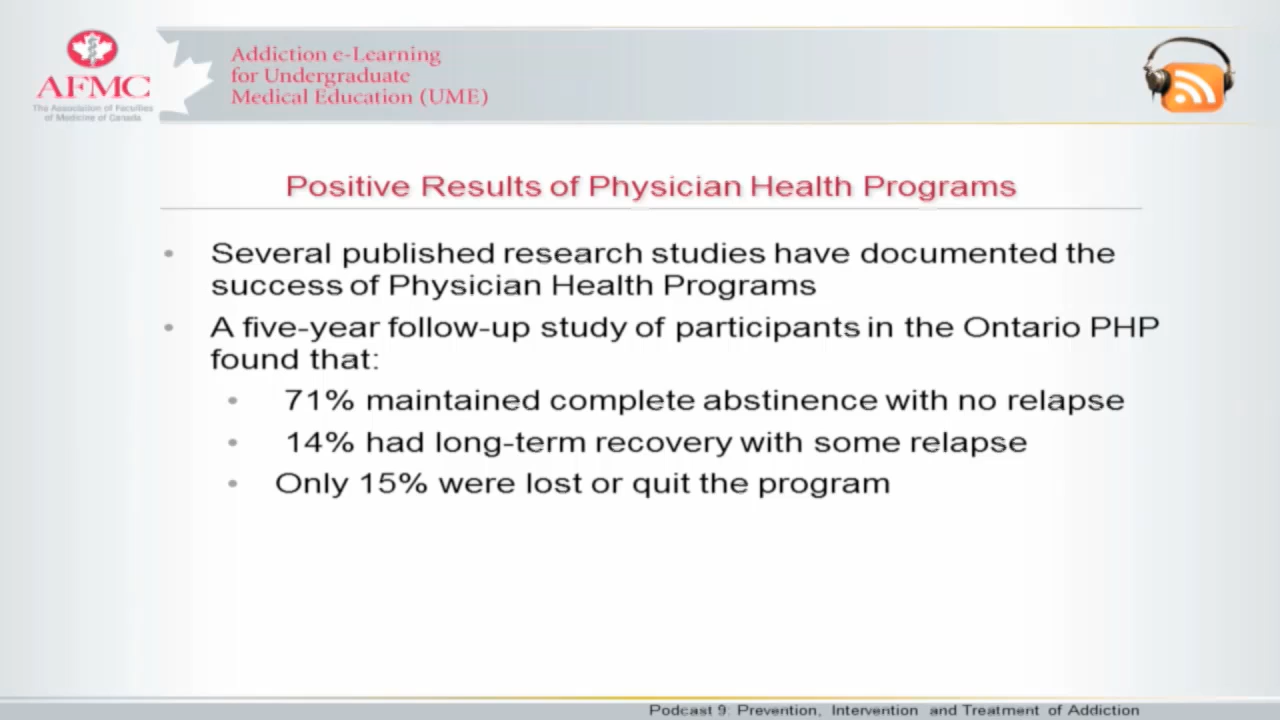 AFMC
The Association of Faculties
of Medicine of Canada
Addiction e-Learning
for Undergraduate
Medical Education (UME)
Positive Results of Physician Health Programs
• Several published research studies have documented the
success of Physician Health Programs
• A five-year follow-up study of participants in the Ontario PHP
found that:
• 71% maintained complete abstinence with no relapse
• 14% had long-term recovery with some relapse
• Only 15% were lost or quit the program
Podcast 9: Prevention, Intervention and Treatment of Addiction